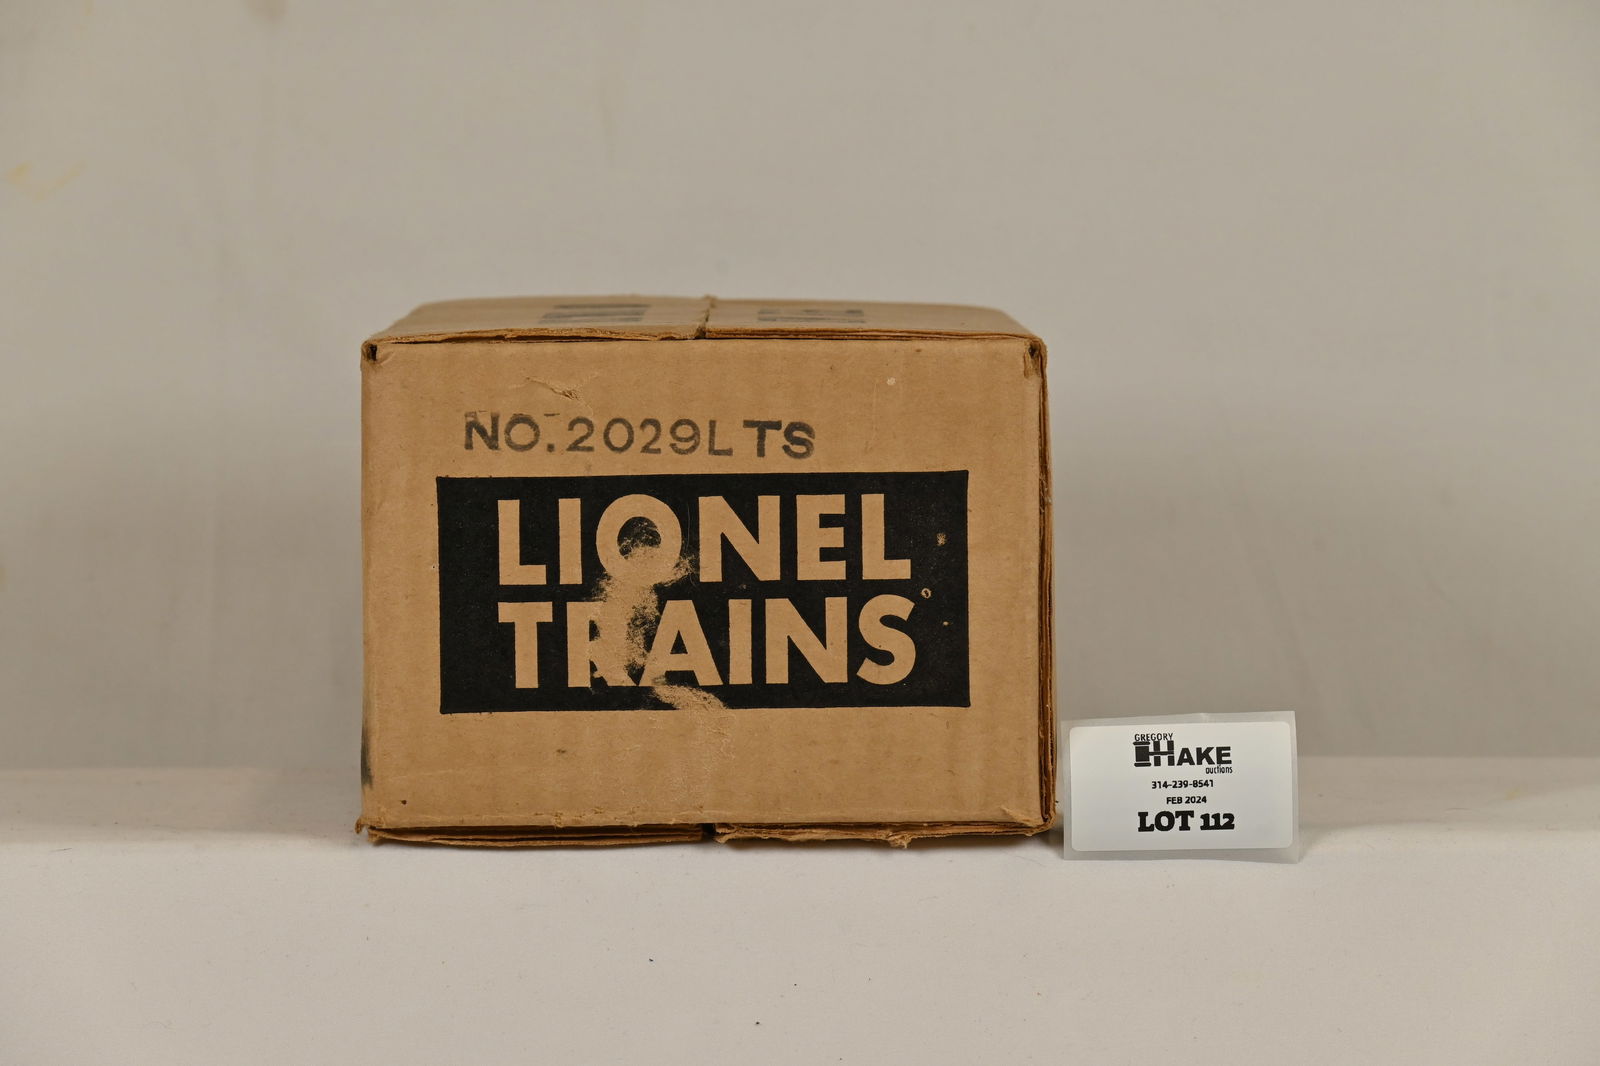 NO. 2029LTS
LIONEL
TRAINS
GREGORY
HAKE
auctions
314-239-8541
FEB 2024
LOT 112